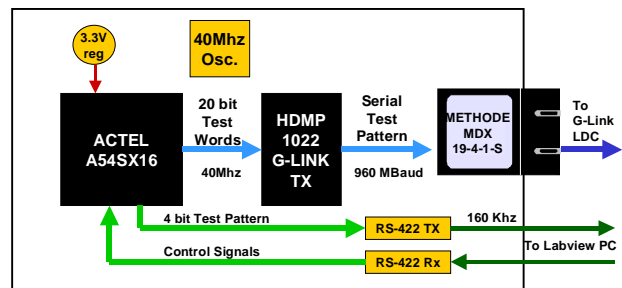 3.3V
reg
40Mhz
Osc.
ACTEL
A54SX16
20 bit
Test
Words
40Mhz
HDMP
1022
G-LINK
TX
Serial
Test
Pattern
960 MBaud
METHODE
MDX
19-4-1-S
To
G-Link
LDC
4 bit Test Pattern
RS-422 TX
160 Khz
Control Signals
RS-422 Rx
To Labview PC